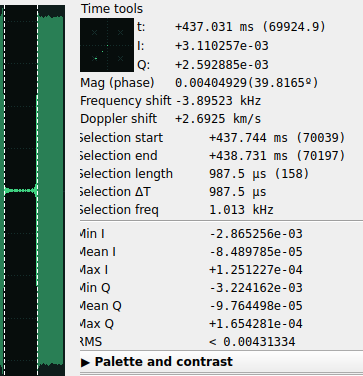 Time tools
t: +437.031 ms (69924.9)
I: +3.110257e-03
Q: +2.592885e-03
Mag (phase) 0.00404929(39.8165º)
Frequency shift -3.89523 kHz
Doppler shift +2.6925 km/s
Selection start +437.744 ms (70039)
Selection end +438.731 ms (70197)
Selection length 987.5 µs (158)
Selection ΔT 987.5 µs
Selection freq 1.013 kHz
Min I -2.865256e-03
Mean I -8.489785e-05
Max I +1.251227e-04
Min Q -3.224162e-03
Mean Q -9.764498e-05
Max Q +1.654281e-04
RMS < 0.00431334
▶ Palette and contrast